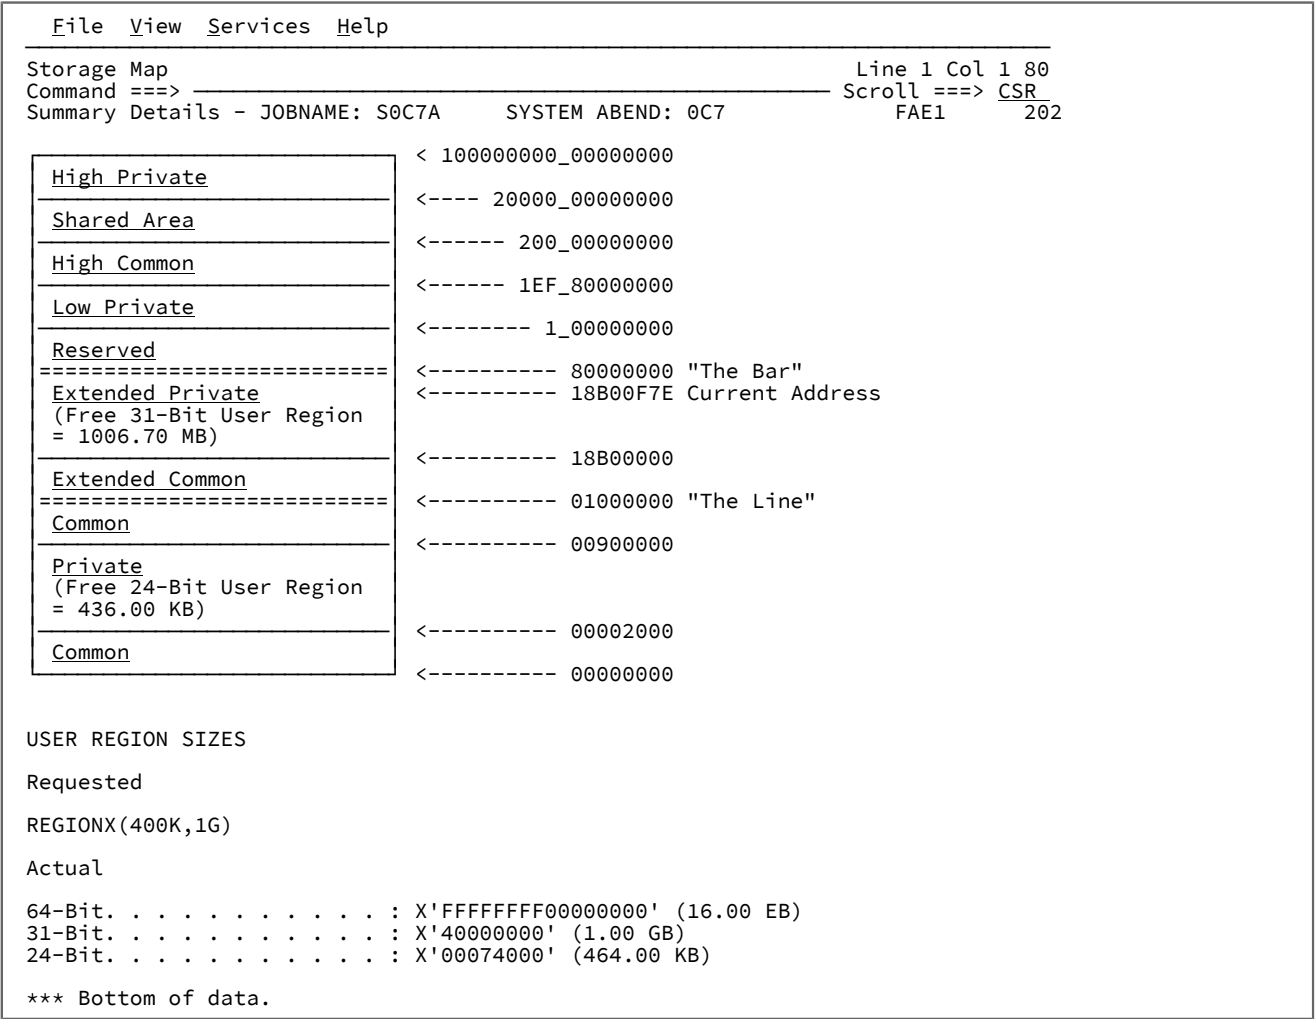 File View Services Help
Storage Map Line 1 Col 1 80
Command ===> Scroll ===> CSR
Summary Details - JOBNAME: S0C7A SYSTEM ABEND: 0C7 FAE1 202
< 100000000_00000000
High Private
<---- 20000_00000000
Shared Area
<------ 200_00000000
High Common
<------ 1EF_80000000
Low Private
<-------- 1_00000000
Reserved
=========================== <---------- 80000000 "The Bar"
Extended Private <---------- 18B00F7E Current Address
(Free 31-Bit User Region
= 1006.70 MB)
<---------- 18B00000
Extended Common
=========================== <---------- 01000000 "The Line"
Common
<---------- 00900000
Private
(Free 24-Bit User Region
= 436.00 KB)
<---------- 00002000
Common
<---------- 00000000
USER REGION SIZES
Requested
REGIONX(400K,1G)
Actual
64-Bit. . . . . . . . . . . . : X'FFFFFFFF00000000' (16.00 EB)
31-Bit. . . . . . . . . . . . : X'40000000' (1.00 GB)
24-Bit. . . . . . . . . . . . : X'00074000' (464.00 KB)
*** Bottom of data.